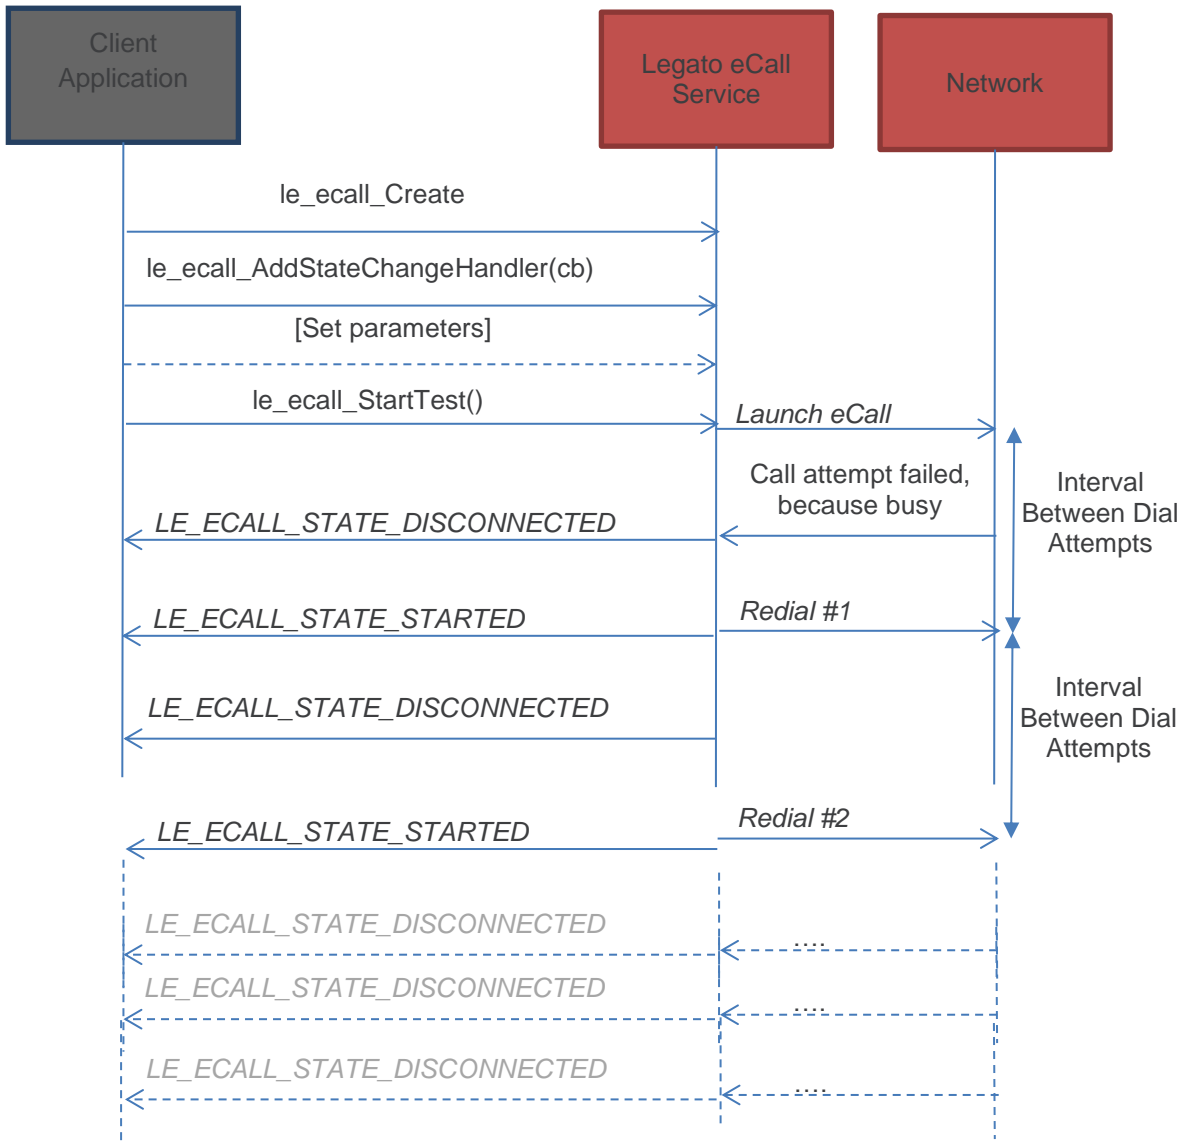 Client
Application
Legato eCall
Service
Network
le_ecall_Create
le_ecall_AddStateChangeHandler(cb)
[Set parameters]
le_ecall_StartTest()
Launch eCall
Call attempt failed,
because busy
Interval
Between Dial
Attempts
LE_ECALL_STATE_DISCONNECTED
LE_ECALL_STATE_STARTED
Redial #1
LE_ECALL_STATE_DISCONNECTED
Interval
Between Dial
Attempts
LE_ECALL_STATE_STARTED
Redial #2
LE_ECALL_STATE_DISCONNECTED
....
LE_ECALL_STATE_DISCONNECTED
....
LE_ECALL_STATE_DISCONNECTED
....